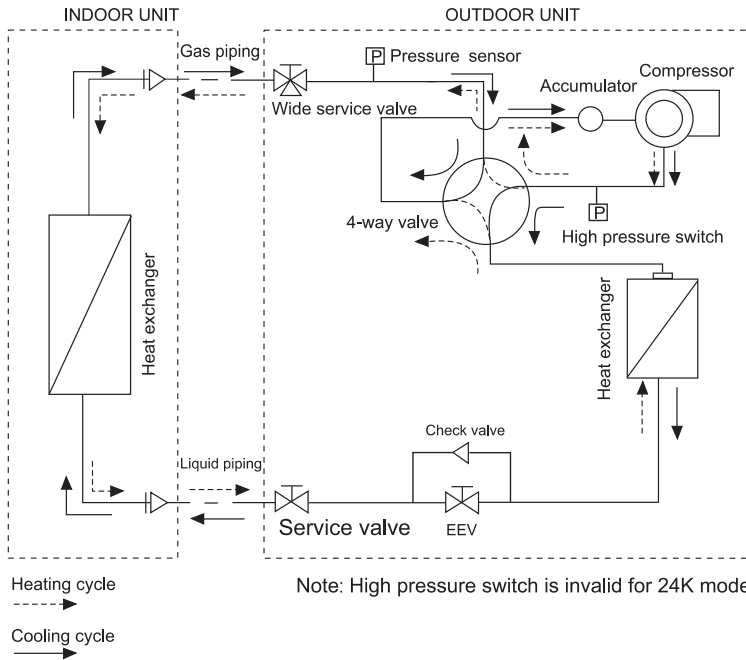 INDOOR UNIT
OUTDOOR UNIT
Gas piping
P
Pressure sensor
Accumulator
Compressor
Wide service valve
4-way valve
P
High pressure switch
Heat exchanger
Heat exchanger
Check valve
Liquid piping
Service valve
EEV
Heating cycle
Note: High pressure switch is invalid for 24K mode
Cooling cycle